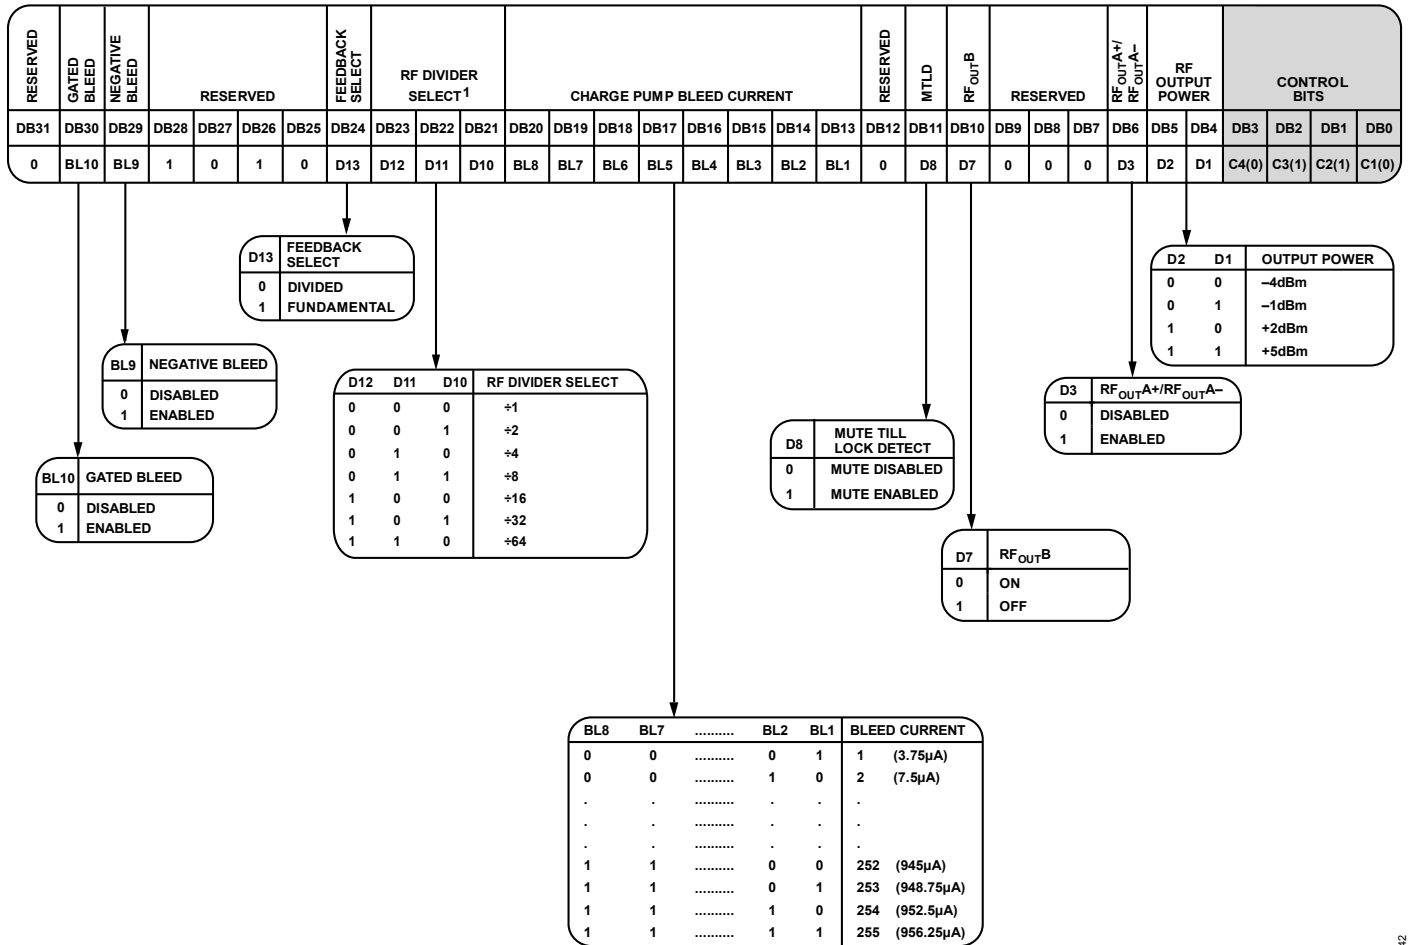 RESERVED
GATED
BLEED
NEGATIVE
BLEED
RESERVED
FEEDBACK
SELECT
RF DIVIDER
SELECT1
CHARGE PUMP BLEED CURRENT
RESERVED
MTLD
RFOUTB
RESERVED
RFOUTA+/
RFOUTA–
RF
OUTPUT
POWER
CONTROL
BITS
DB31 DB30 DB29 DB28 DB27 DB26 DB25 DB24 DB23 DB22 DB21 DB20 DB19 DB18 DB17 DB16 DB15 DB14 DB13 DB12 DB11 DB10 DB9 DB8 DB7 DB6 DB5 DB4 DB3 DB2 DB1 DB0
0 BL10 BL9 1 0 1 0 D13 D12 D11 D10 BL8 BL7 BL6 BL5 BL4 BL3 BL2 BL1 0 D8 D7 0 0 0 D3 D2 D1 C4(0) C3(1) C2(1) C1(0)
D13 FEEDBACK
SELECT
0 DIVIDED
1 FUNDAMENTAL
D2 D1 OUTPUT POWER
0 0 –4dBm
0 1 –1dBm
1 0 +2dBm
1 1 +5dBm
BL9 NEGATIVE BLEED
0 DISABLED
1 ENABLED
D12 D11 D10 RF DIVIDER SELECT
0 0 0 ÷1
0 0 1 ÷2
0 1 0 ÷4
0 1 1 ÷8
1 0 0 ÷16
1 0 1 ÷32
1 1 0 ÷64
D3 RFOUTA+/RFOUTA–
0 DISABLED
1 ENABLED
D8 MUTE TILL
LOCK DETECT
0 MUTE DISABLED
1 MUTE ENABLED
BL10 GATED BLEED
0 DISABLED
1 ENABLED
D7 RFOUTB
0 ON
1 OFF
BL8 BL7 .......... BL2 BL1 BLEED CURRENT
0 0 .......... 0 1 1 (3.75µA)
0 0 .......... 1 0 2 (7.5µA)
. . .......... . . .
. . .......... . . .
. . .......... . . .
1 1 .......... 0 0 252 (945µA)
1 1 .......... 0 1 253 (948.75µA)
1 1 .......... 1 0 254 (952.5µA)
1 1 .......... 1 1 255 (956.25µA)